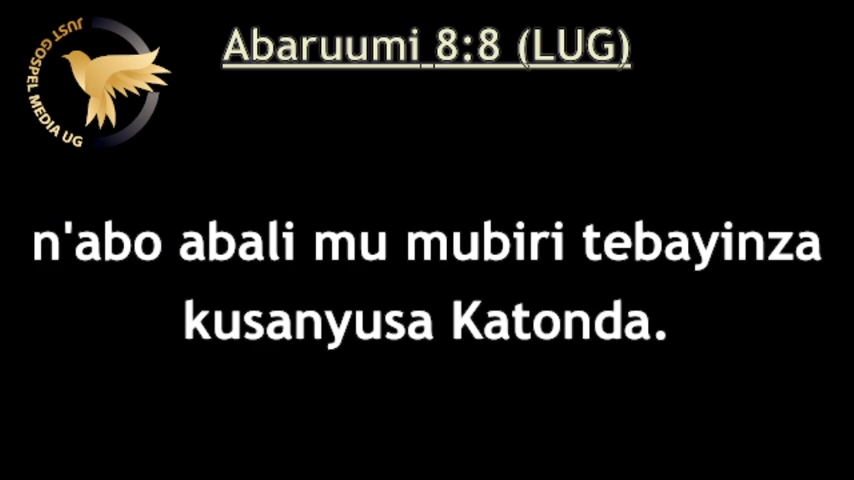 JUST GOSPEL MEDIA UG
Abaruumi 8:8 (LUG)
n'abo abali mu mubiri tebayinza
kusanyusa Katonda.